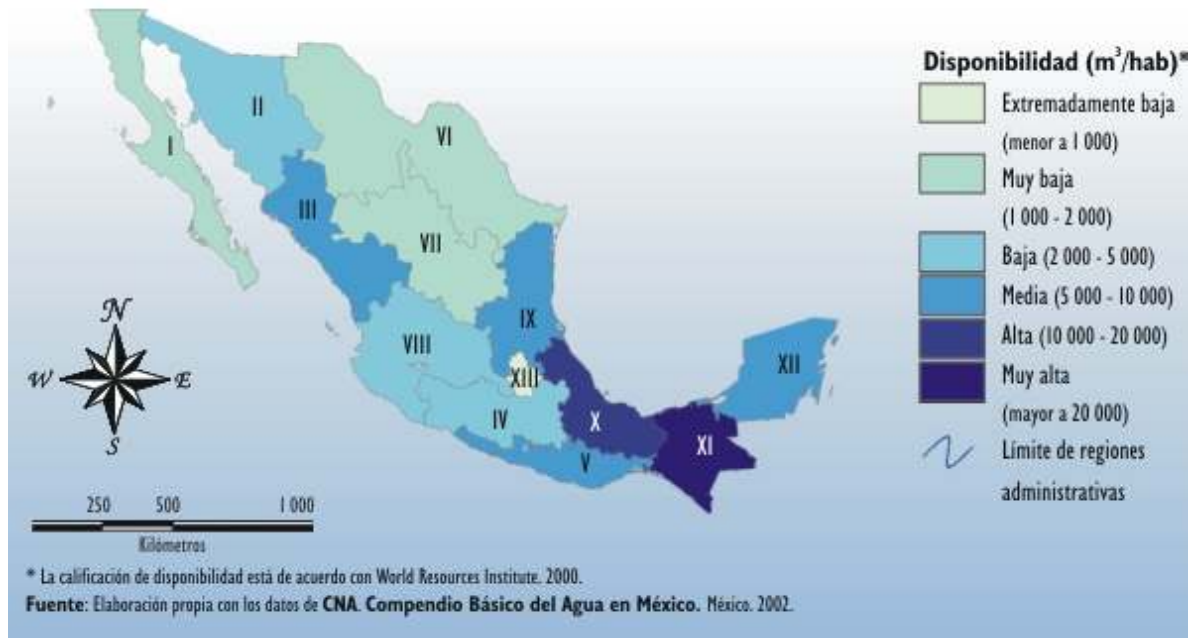 Disponibilidad (m³/hab)*
Extremadamente baja
(menor a 1 000)
Muy baja
(1 000 - 2 000)
Baja (2 000 - 5 000)
Media (5 000 - 10 000)
Alta (10 000 - 20 000)
Muy alta
(mayor a 20 000)
Límite de regiones
administrativas
I
II
III
VI
VII
VIII
IX
XIII
IV
X
V
XI
XII
N
W E
S
250 500 1 000
Kilómetros
* La calificación de disponibilidad está de acuerdo con World Resources Institute. 2000.
Fuente: Elaboración propia con los datos de CNA. Compendio Básico del Agua en México. México. 2002.